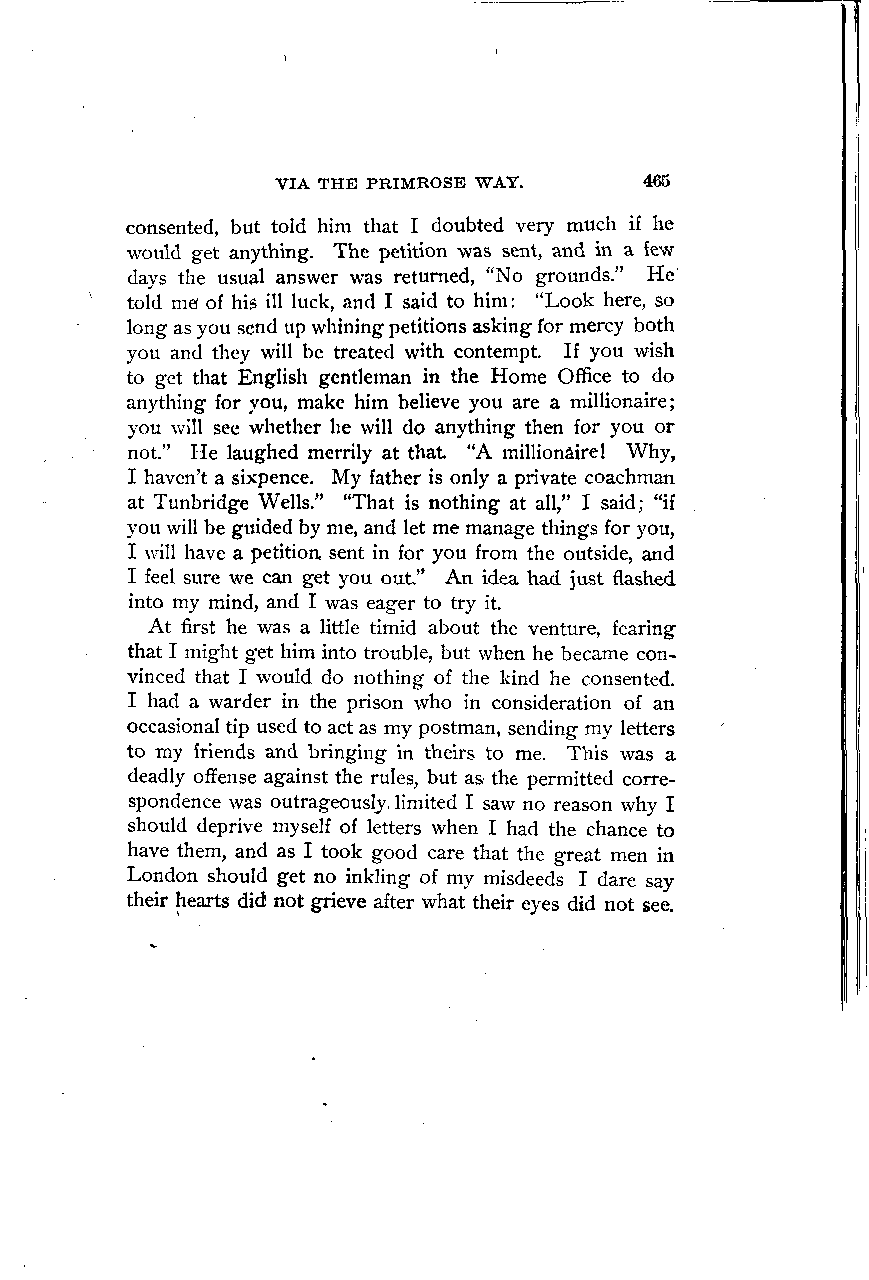 VIA THE PRIMROSE WAY. 465
consented, but told him that I doubted very much if he
would get anything. The petition was sent, and in a few
days the usual answer was returned, “No grounds.” He
told me of his ill luck, and I said to him: “Look here, so
long as you send up whining petitions asking for mercy both
you and they will be treated with contempt. If you wish
to get that English gentleman in the Home Office to do
anything for you, make him believe you are a millionaire;
you will see whether he will do anything then for you or
not.” He laughed merrily at that. “A millionaire! Why,
I haven’t a sixpence. My father is only a private coachman
at Tunbridge Wells.” “That is nothing at all,” I said; “if
you will be guided by me, and let me manage things for you,
I will have a petition sent in for you from the outside, and
I feel sure we can get you out.” An idea had just flashed
into my mind, and I was eager to try it.
At first he was a little timid about the venture, fearing
that I might get him into trouble, but when he became con-
vinced that I would do nothing of the kind he consented.
I had a warder in the prison who in consideration of an
occasional tip used to act as my postman, sending my letters
to my friends and bringing in theirs to me. This was a
deadly offense against the rules, but as the permitted corre-
spondence was outrageously limited I saw no reason why I
should deprive myself of letters when I had the chance to
have them, and as I took good care that the great men in
London should get no inkling of my misdeeds I dare say
their hearts did not grieve after what their eyes did not see.